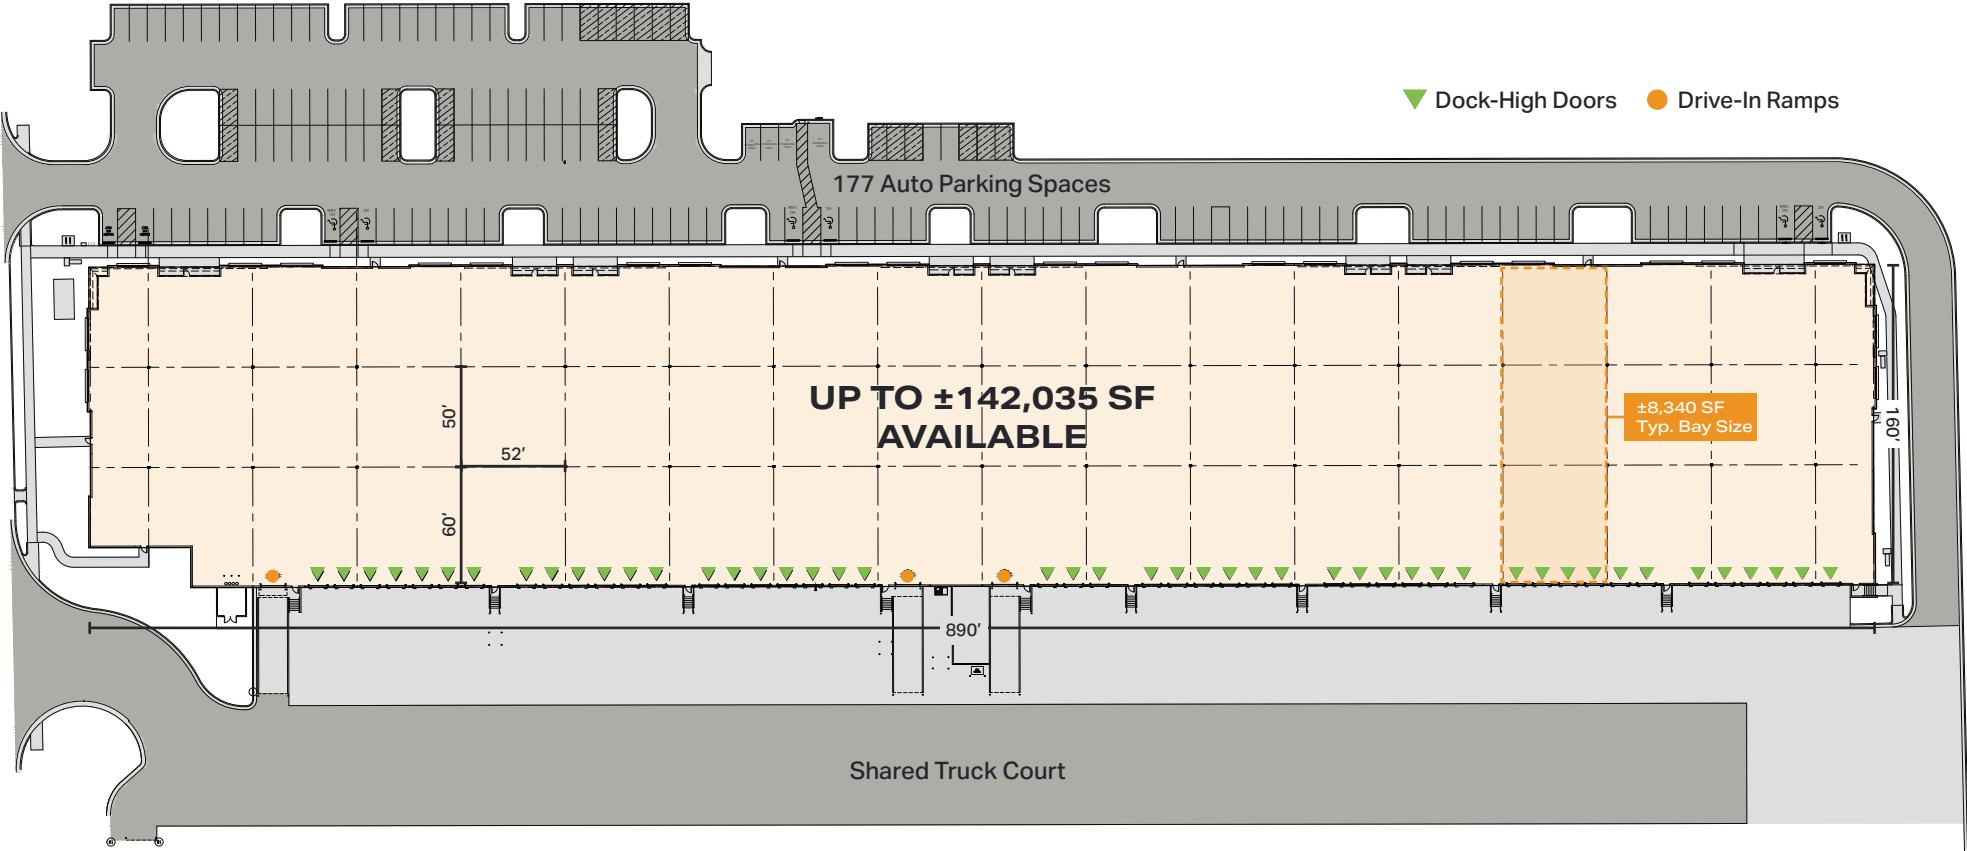 Dock-High Doors
Drive-In Ramps
177 Auto Parking Spaces
UP TO ±142,035 SF
AVAILABLE
50’
52’
60’
±8,340 SF
Typ. Bay Size
160’
890’
Shared Truck Court